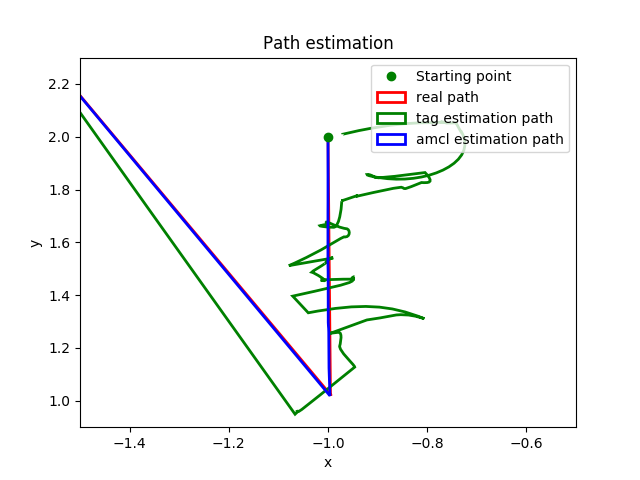 Path estimation
Starting point
real path
tag estimation path
amcl estimation path
2.2
2.0
1.8
1.6
1.4
1.2
1.0
y
−1.4
−1.2
−1.0
−0.8
−0.6
x